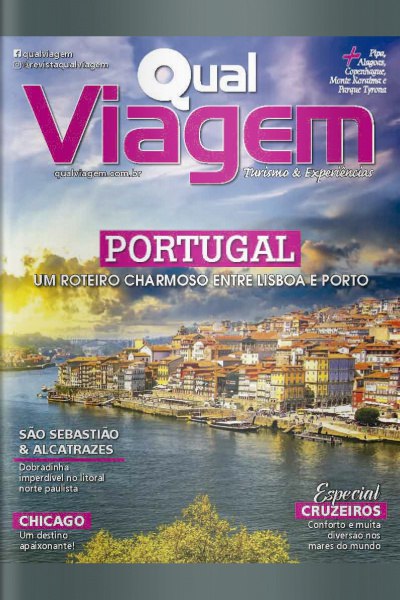 qualviagem
@revistaqualviagem
+ Pipa,
Alagoas,
Copenhague,
Monte Roraima e
Parque Tyrona
Qual
Viagem
qualviagem.com.br
Turismo & Experiências
PORTUGAL
UM ROTEIRO CHARMOSO ENTRE LISBOA E PORTO
SÃO SEBASTIÃO
& ALCATRAZES
Dobradinha
imperdível no litoral
norte paulista
CHICAGO
Um destino
apaixonante!
Especial
CRUZEIROS
Conforto e muita
diversão nos
mares do mundo